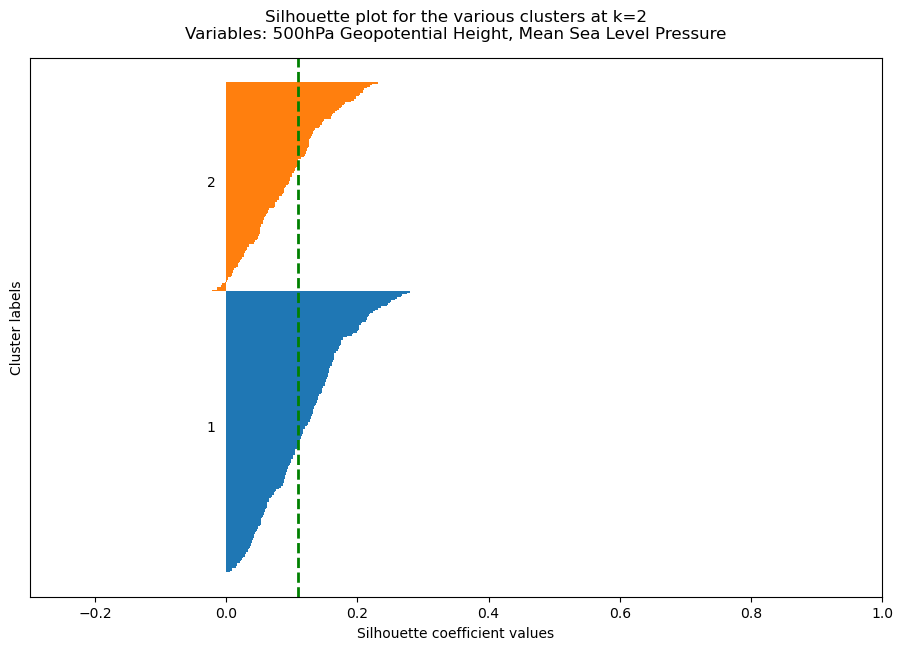 Silhouette plot for the various clusters at k=2
Variables: 500hPa Geopotential Height, Mean Sea Level Pressure
Cluster labels
2
1
−0.2 0.0 0.2 0.4 0.6 0.8 1.0
Silhouette coefficient values